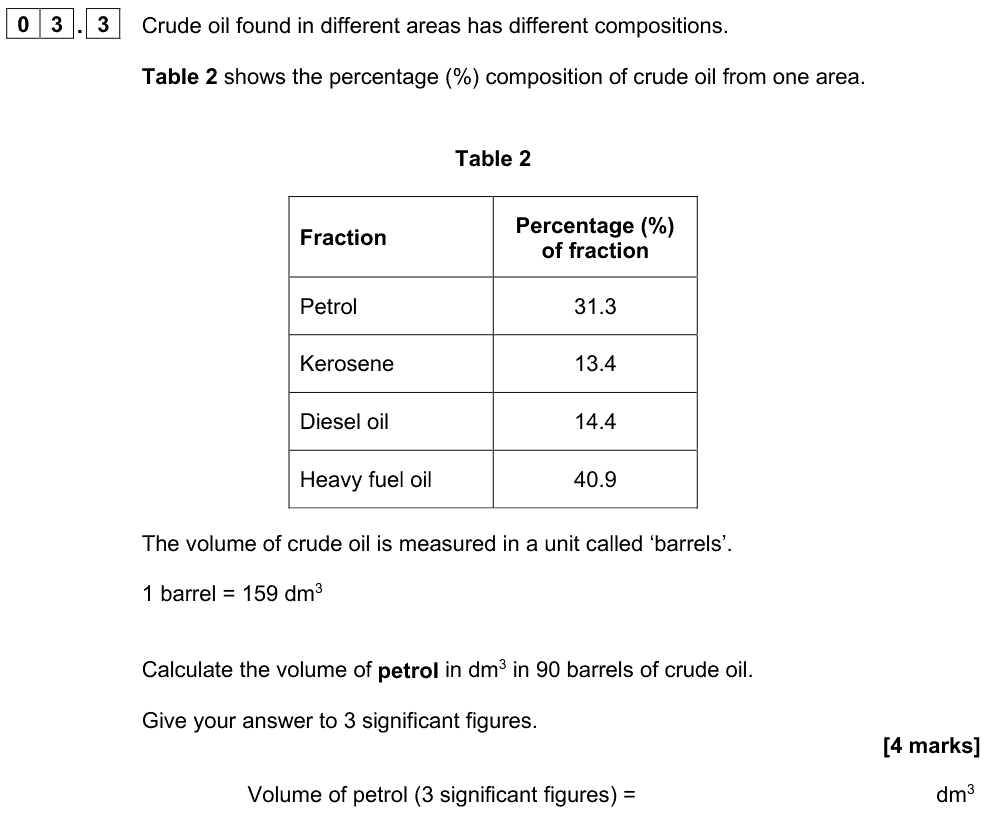 0 3 . 3 Crude oil found in different areas has different compositions.
Table 2 shows the percentage (%) composition of crude oil from one area.
Table 2
Fraction Percentage (%) of fraction
Petrol 31.3
Kerosene 13.4
Diesel oil 14.4
Heavy fuel oil 40.9
The volume of crude oil is measured in a unit called ‘barrels’.
1 barrel = 159 dm³
Calculate the volume of petrol in dm³ in 90 barrels of crude oil.
Give your answer to 3 significant figures.
[4 marks]
Volume of petrol (3 significant figures) = dm³